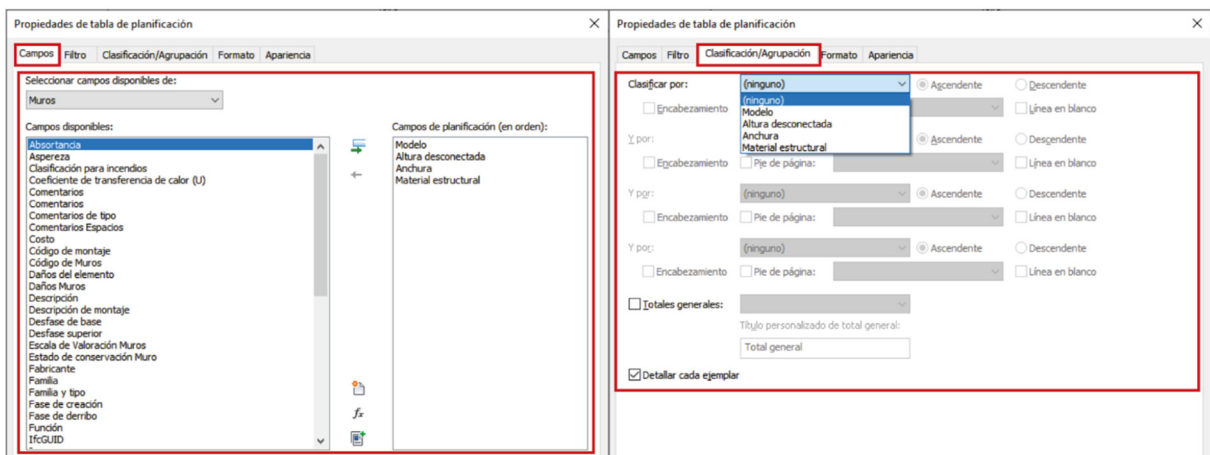 Propiedades de tabla de planificación
Campos Filtro Clasificación/Agrupación Formato Apariencia
Seleccionar campos disponibles de:
Muros
Campos disponibles:
Absortancia
Aspereza
Clasificación para incendios
Coeficiente de transferencia de calor (U)
Comentarios
Comentarios
Comentarios de tipo
Comentarios Espacios
Costo
Código de montaje
Código de Muros
Daños del elemento
Daños Muros
Descripción
Descripción de montaje
Desfase de base
Desfase superior
Escala de Valoración Muros
Estado de conservación Muro
Fabricante
Familia
Familia y tipo
Fase de creación
Fase de derribo
Función
IfcGUID
fx
Campos de planificación (en orden):
Modelo
Altura desconectada
Anchura
Material estructural
Propiedades de tabla de planificación
Campos Filtro Clasificación/Agrupación Formato Apariencia
Clasificar por: (ninguno) Ascendente Descendente
(ninguno)
Modelo
Altura desconectada
Anchura
Material estructural
Encabezamiento Línea en blanco
Y por: Ascendente Descendente
Encabezamiento Pie de página: Línea en blanco
Y por: (ninguno) Ascendente Descendente
Encabezamiento Pie de página: Línea en blanco
Y por: (ninguno) Ascendente Descendente
Encabezamiento Pie de página: Línea en blanco
Totales generales:
Título personalizado de total general:
Total general
Detallar cada ejemplar